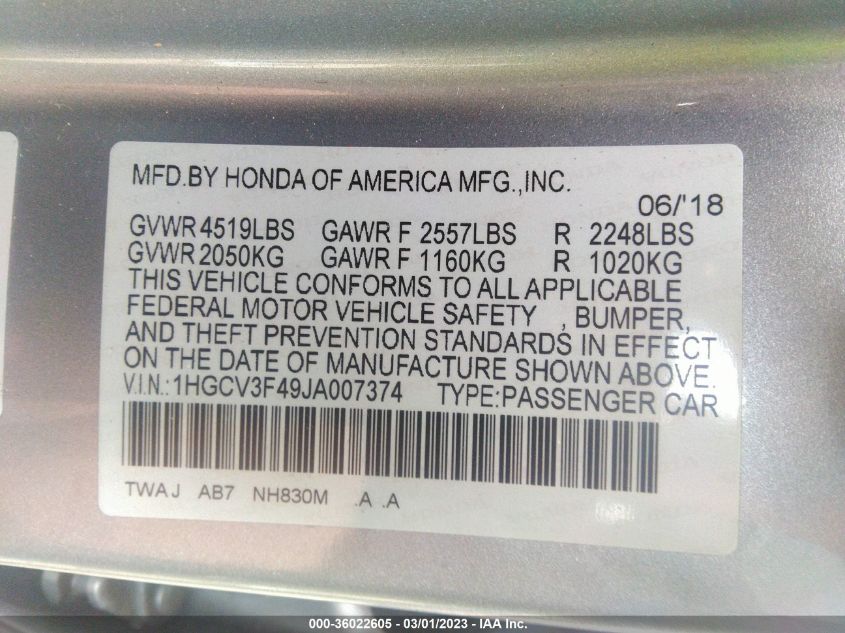 MFD.BY HONDA OF AMERICA MFG.,INC.
06/'18
GVWR 4519LBS GAWR F 2557LBS R 2248LBS
GVWR 2050KG GAWR F 1160KG R 1020KG
THIS VEHICLE CONFORMS TO ALL APPLICABLE
FEDERAL MOTOR VEHICLE SAFETY , BUMPER,
AND THEFT PREVENTION STANDARDS IN EFFECT
ON THE DATE OF MANUFACTURE SHOWN ABOVE.
V.I.N.:1HGCV3F49JA007374 TYPE:PASSENGER CAR
TWAJ AB7 NH830M .A .A
000-36022605 - 03/01/2023 - IAA Inc.